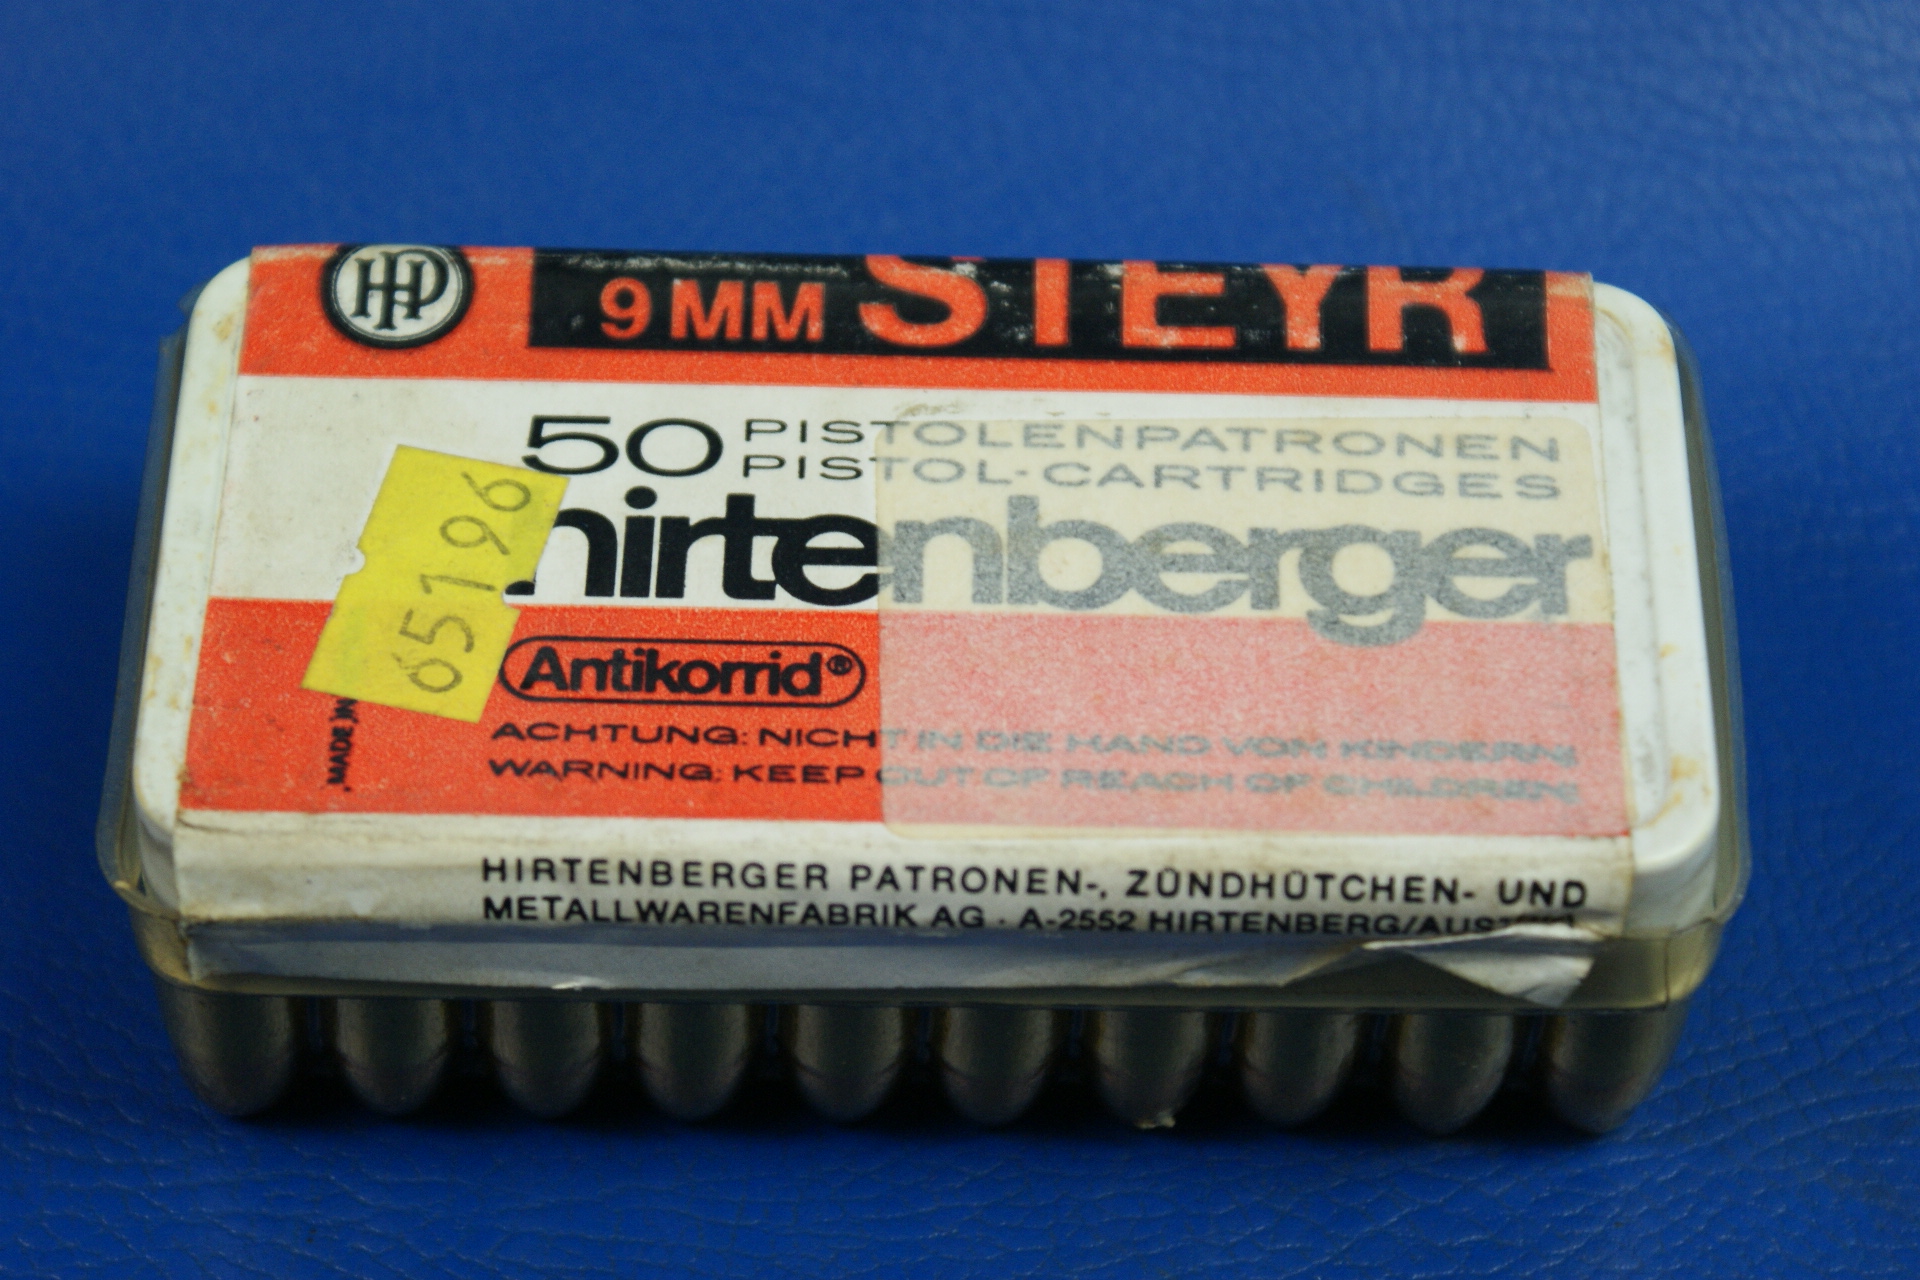 HP
9 MM STEYR
50 PISTOLENPATRONEN
PISTOL-CARTRIDGES
hirtenberger
65196
Antikorrid®
MADE IN
ACHTUNG: NICHT IN DIE HAND VON KINDERN!
WARNING: KEEP OUT OF REACH OF CHILDREN!
HIRTENBERGER PATRONEN-, ZÜNDHÜTCHEN- UND
METALLWARENFABRIK AG · A-2552 HIRTENBERG/AUSTRIA